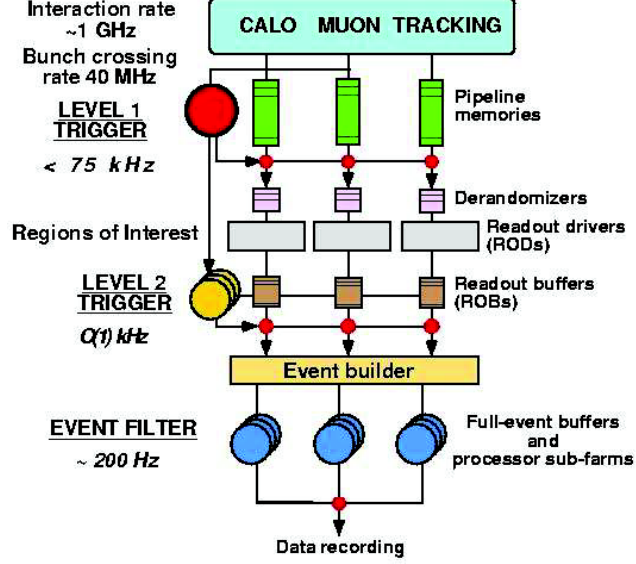 Interaction rate
~1 GHz
CALO MUON TRACKING
Bunch crossing
rate 40 MHz
LEVEL 1
TRIGGER
< 75 kHz
Pipeline
memories
Derandomizers
Regions of Interest
Readout drivers
(RODs)
LEVEL 2
TRIGGER
O(1) kHz
Readout buffers
(ROBs)
Event builder
EVENT FILTER
~ 200 Hz
Full-event buffers
and
processor sub-farms
Data recording